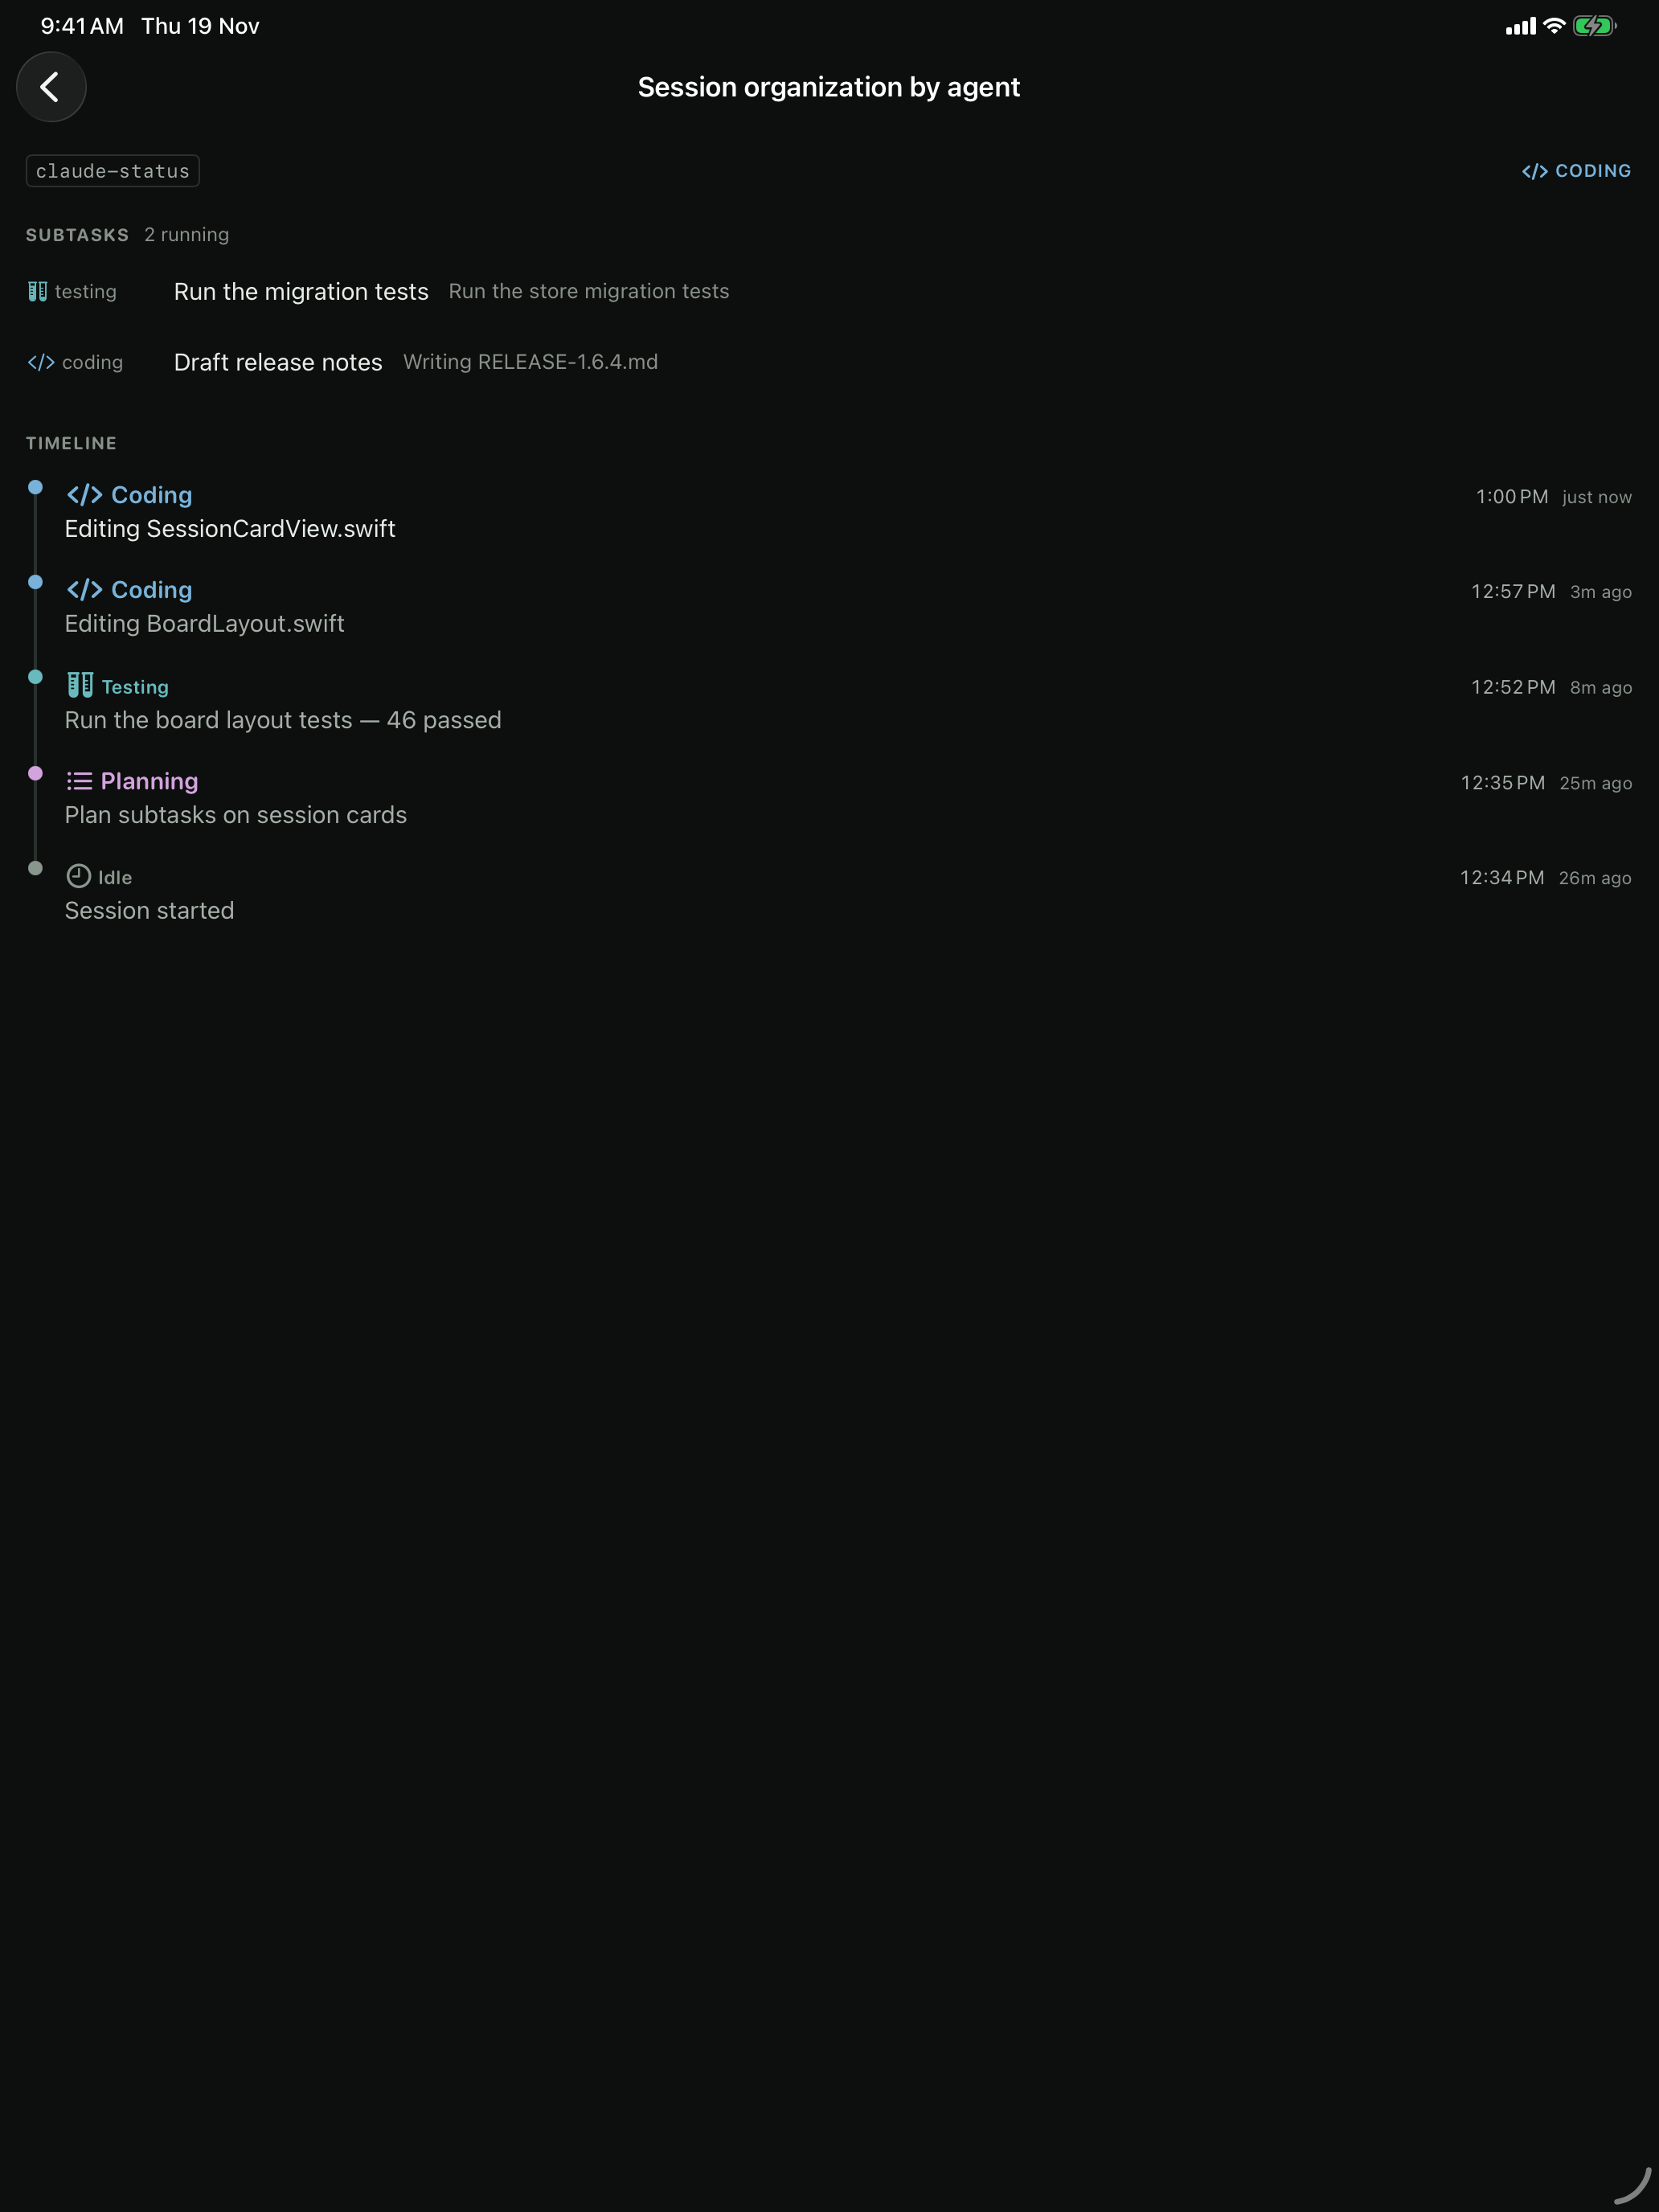 9:41 AM Thu 19 Nov
Session organization by agent
claude-status
</> CODING
SUBTASKS 2 running
testing Run the migration tests Run the store migration tests
</> coding Draft release notes Writing RELEASE-1.6.4.md
TIMELINE
</> Coding 1:00 PM just now
Editing SessionCardView.swift
</> Coding 12:57 PM 3m ago
Editing BoardLayout.swift
Testing 12:52 PM 8m ago
Run the board layout tests — 46 passed
Planning 12:35 PM 25m ago
Plan subtasks on session cards
Idle 12:34 PM 26m ago
Session started